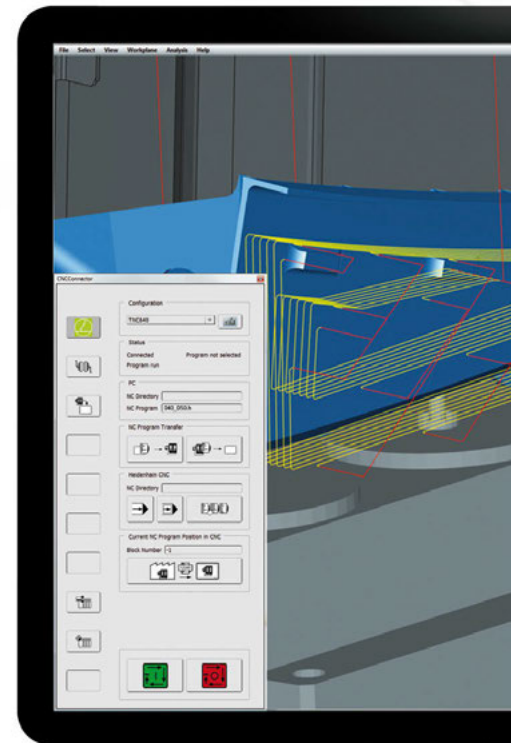 File Select View Workplane Analysis Help
CNCConnector
Configuration
TNC640
Status
Connected Program not selected
Program run
PC
NC Directory
NC Program 340_050.h
NC Program Transfer
Heidenhain CNC
NC Directory
Current NC Program Position in CNC
Block Number -1